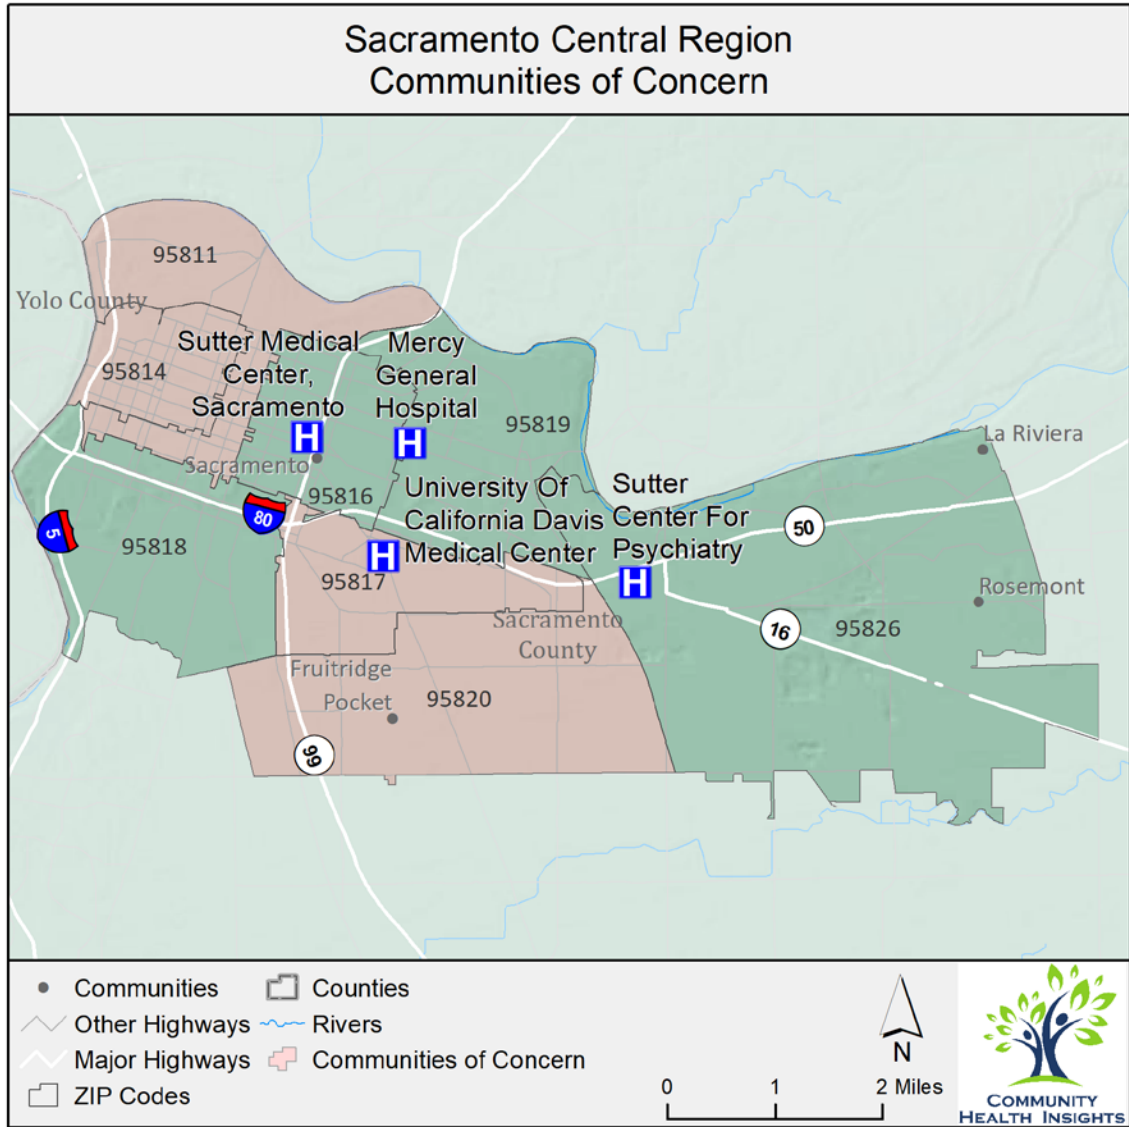 Sacramento Central Region
Communities of Concern
95811
Yolo County
95814
Sutter Medical
Center,
Sacramento
H
Mercy
General
Hospital
H
95819
La Riviera
Sacramento
95816
University Of
California Davis
Medical Center
H
Sutter
Center For
Psychiatry
H
50
80
5
95818
95817
Rosemont
Sacramento
County
16
95826
Fruitridge
Pocket
95820
99
Communities
Other Highways
Major Highways
ZIP Codes
Counties
Rivers
Communities of Concern
N
0 1 2 Miles
COMMUNITY
HEALTH INSIGHTS